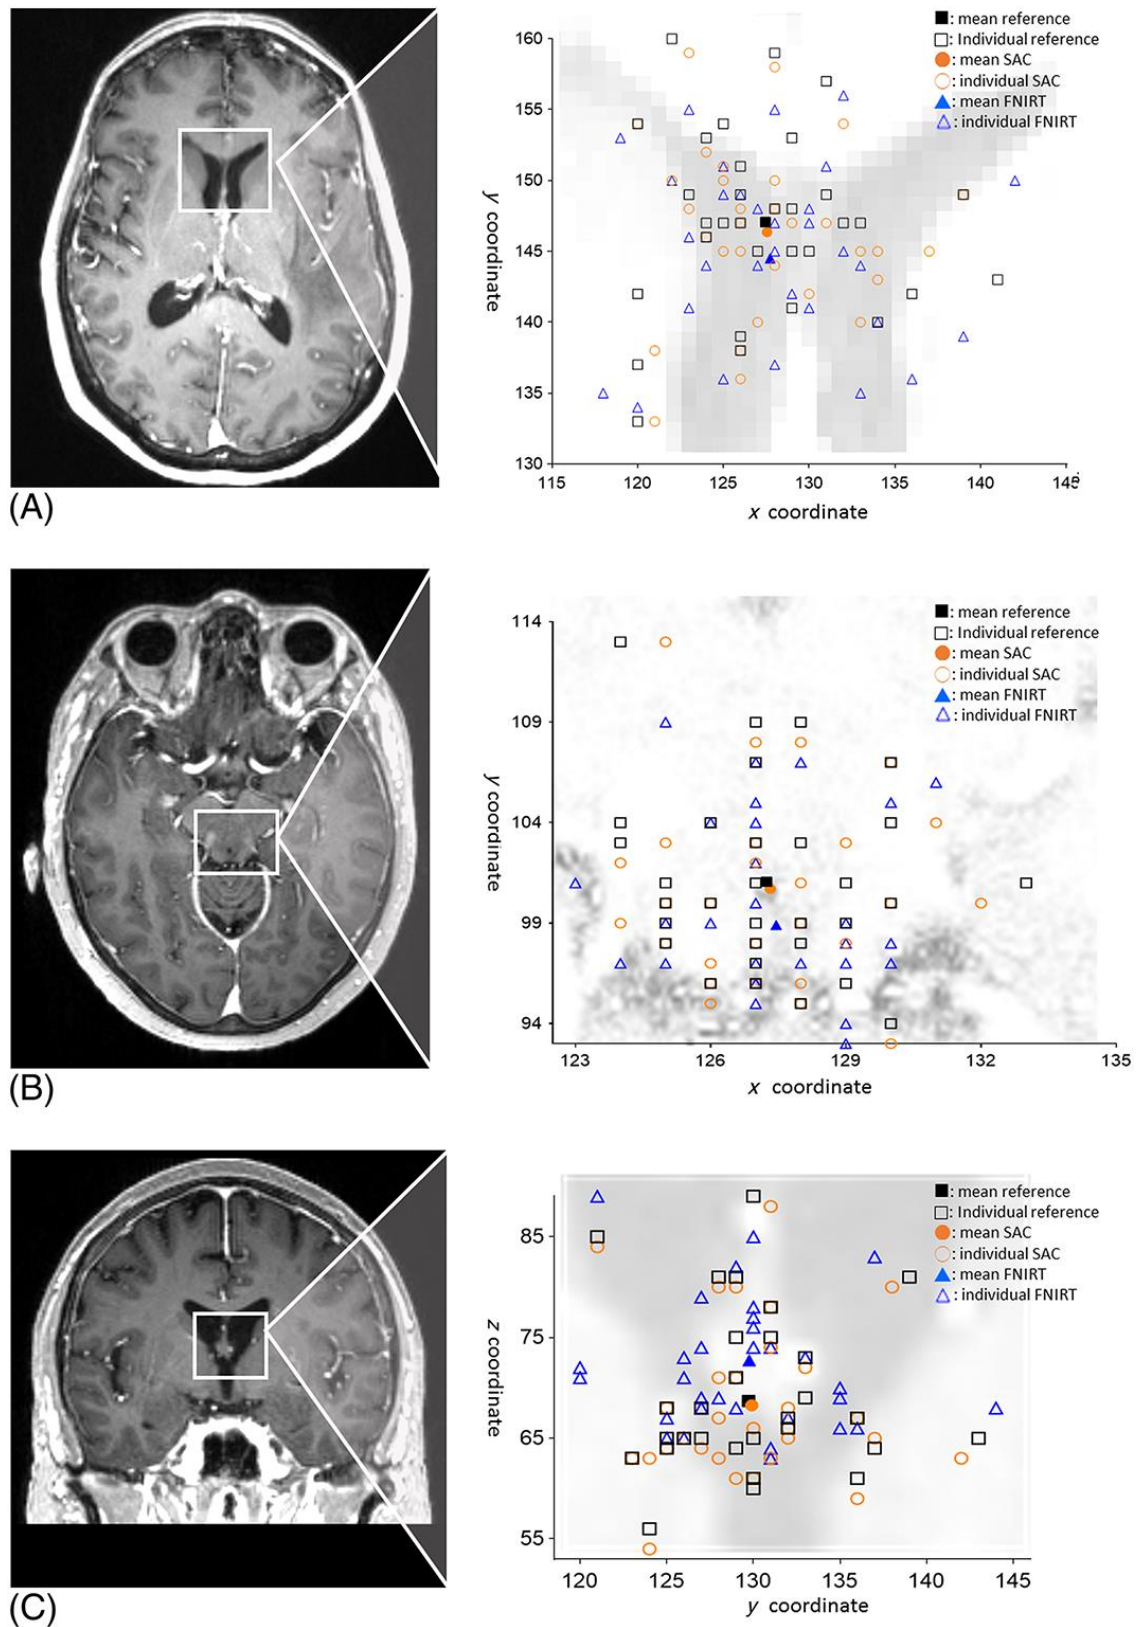 : mean reference
: Individual reference
: mean SAC
: individual SAC
: mean FNIRT
: individual FNIRT
160
155
150
145
140
135
130
y coordinate
115 120 125 130 135 140 145
x coordinate
(A)
: mean reference
: Individual reference
: mean SAC
: individual SAC
: mean FNIRT
: individual FNIRT
114
109
104
99
94
y coordinate
123 126 129 132 135
x coordinate
(B)
: mean reference
: Individual reference
: mean SAC
: individual SAC
: mean FNIRT
: individual FNIRT
85
75
65
55
z coordinate
120 125 130 135 140 145
y coordinate
(C)